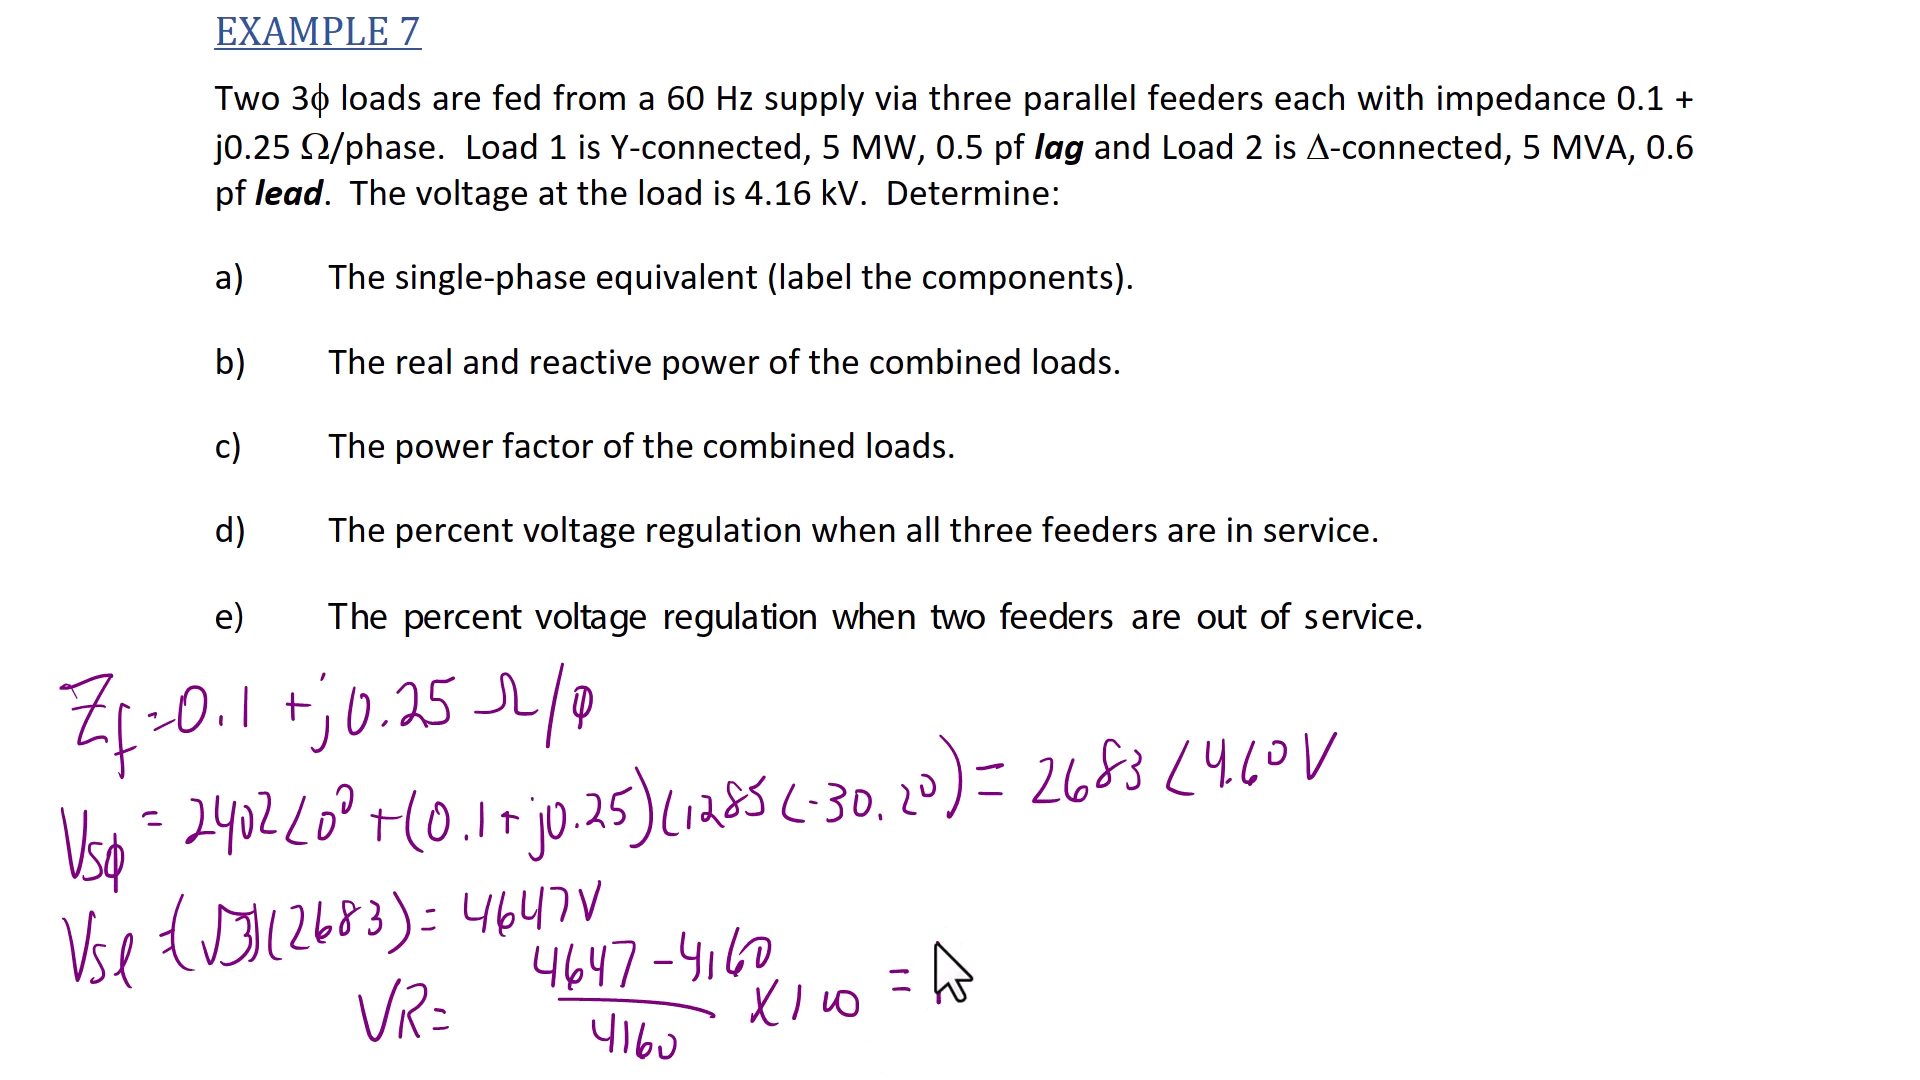 EXAMPLE 7
Two 3ϕ loads are fed from a 60 Hz supply via three parallel feeders each with impedance 0.1 +
j0.25 Ω/phase. Load 1 is Y-connected, 5 MW, 0.5 pf lag and Load 2 is Δ-connected, 5 MVA, 0.6
pf lead. The voltage at the load is 4.16 kV. Determine:
a) The single-phase equivalent (label the components).
b) The real and reactive power of the combined loads.
c) The power factor of the combined loads.
d) The percent voltage regulation when all three feeders are in service.
e) The percent voltage regulation when two feeders are out of service.
Zf = 0.1 + j0.25 Ω/ϕ
Vsϕ = 2402∠0° + (0.1 + j0.25)(1285∠-30.2°) = 2683∠4.60 V
Vsl = (√3)(2683) = 4647V
VR = (4647 - 4160)/4160 X 100 =